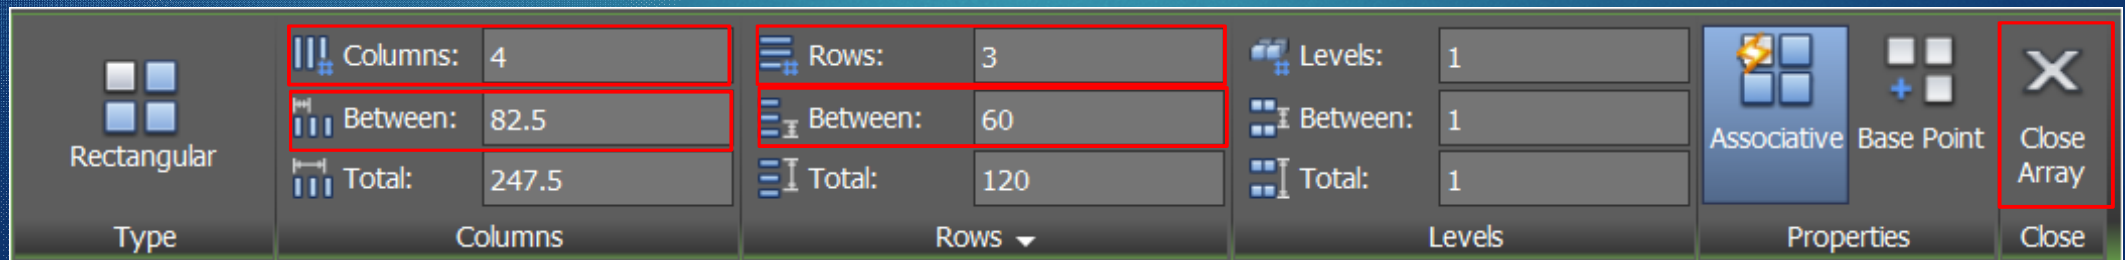 Rectangular
Type
Columns: 4
Between: 82.5
Total: 247.5
Columns
Rows: 3
Between: 60
Total: 120
Rows
Levels: 1
Between: 1
Total: 1
Levels
Associative
Base Point
Properties
Close
Array
Close